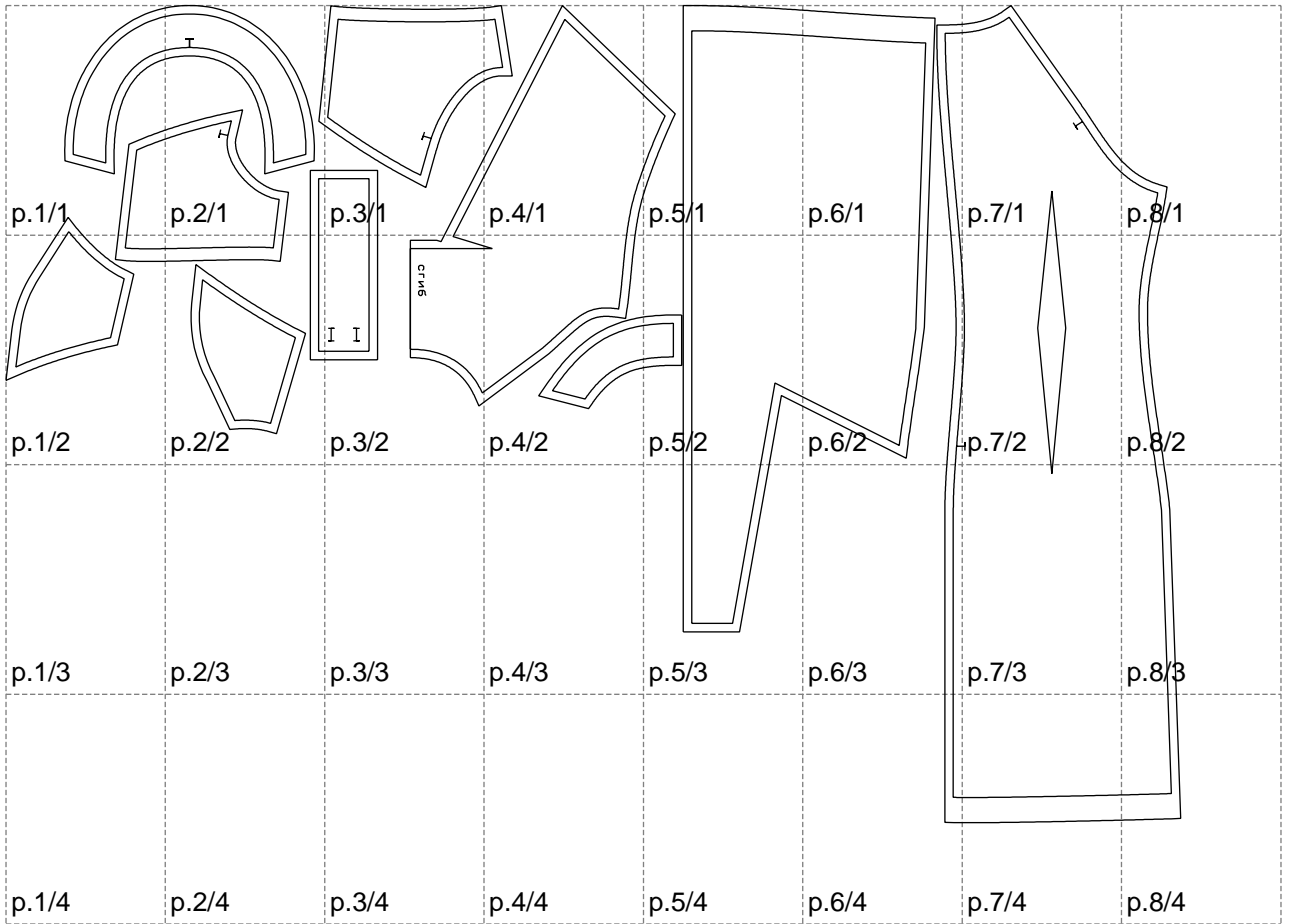 p.1/1 p.2/1 p.3/1 p.4/1 p.5/1 p.6/1 p.7/1 p.8/1
сгиб
p.1/2 p.2/2 p.3/2 p.4/2 p.5/2 p.6/2 p.7/2 p.8/2
p.1/3 p.2/3 p.3/3 p.4/3 p.5/3 p.6/3 p.7/3 p.8/3
p.1/4 p.2/4 p.3/4 p.4/4 p.5/4 p.6/4 p.7/4 p.8/4